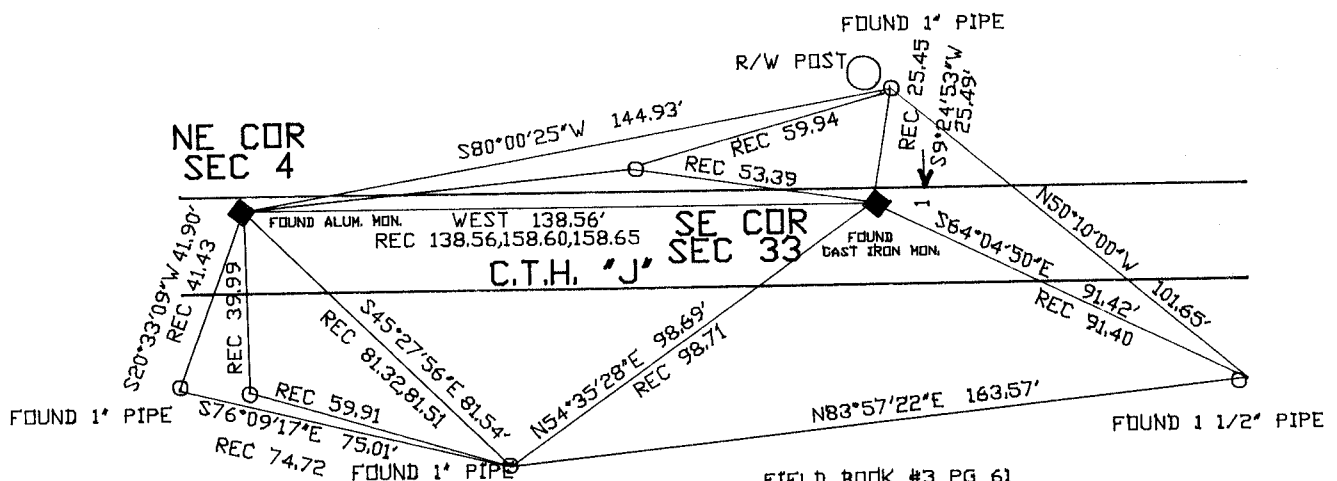 FOUND 1" PIPE
R/W POST
REC 25.45
S9°24'53"W
25.49'
1
NE COR
SEC 4
S80°00'25"W 144.93'
REC 59.94
REC 53.39
FOUND ALUM. MON.
WEST 138.56'
REC 138.56,158.60,158.65
SE COR
SEC 33
FOUND
CAST IRON MON.
C.T.H. "J"
N50°10'00"W 101.65'
S64°04'50"E 91.42'
REC 91.40
S20°33'09"W 41.90'
REC 41.43
REC 39.99
S45°27'56"E 81.54'
REC 81.32,81.51
N54°35'28"E 98.69'
REC 98.71
FOUND 1" PIPE
REC 59.91
S76°09'17"E 75.01'
REC 74.72
FOUND 1" PIPE
N83°57'22"E 163.57'
FOUND 1 1/2" PIPE
FIELD BOOK #3 PG 61